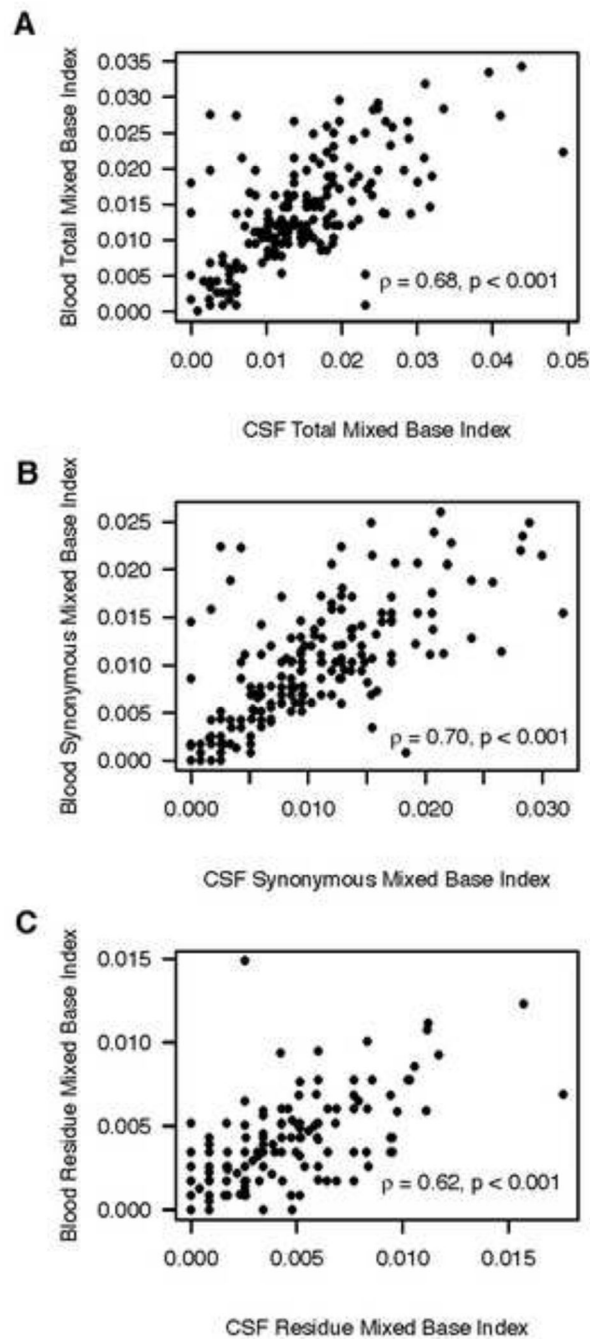 A
Blood Total Mixed Base Index
0.035
0.030
0.025
0.020
0.015
0.010
0.005
0.000
ρ = 0.68, p < 0.001
0.00 0.01 0.02 0.03 0.04 0.05
CSF Total Mixed Base Index
B
Blood Synonymous Mixed Base Index
0.025
0.020
0.015
0.010
0.005
0.000
ρ = 0.70, p < 0.001
0.000 0.010 0.020 0.030
CSF Synonymous Mixed Base Index
C
Blood Residue Mixed Base Index
0.015
0.010
0.005
0.000
ρ = 0.62, p < 0.001
0.000 0.005 0.010 0.015
CSF Residue Mixed Base Index